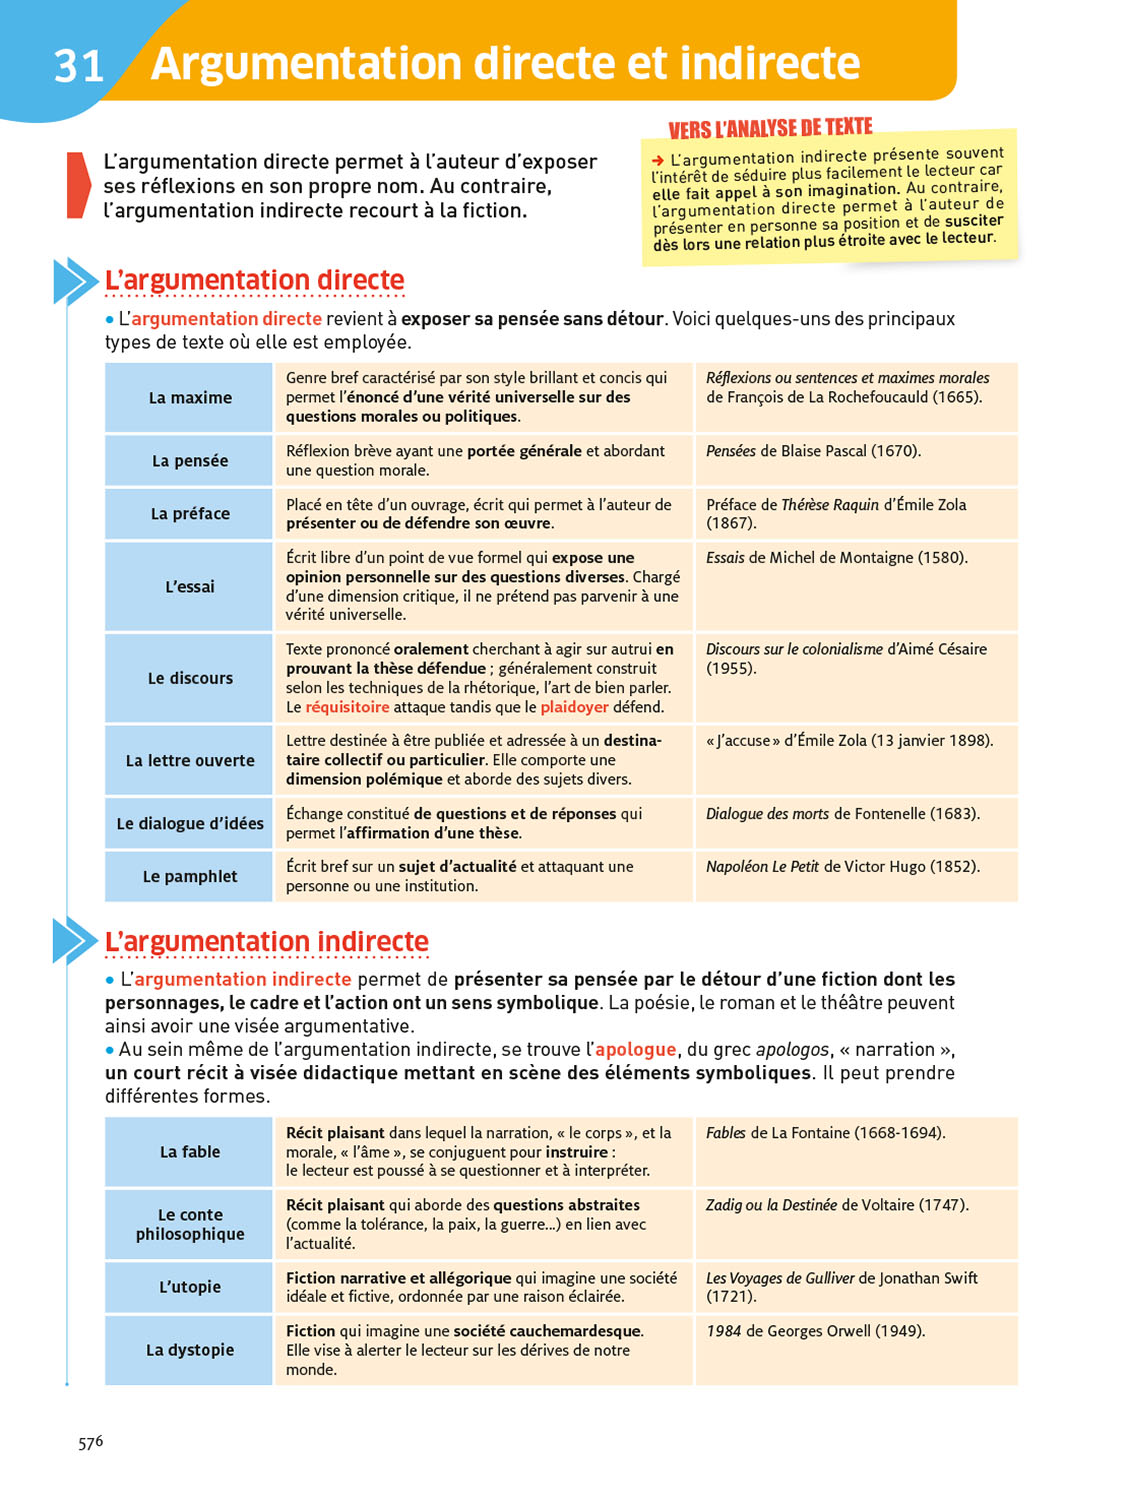 31
Argumentation directe et indirecte
L'argumentation directe permet à l'auteur d'exposer
ses réflexions en son propre nom. Au contraire,
l'argumentation indirecte recourt à la fiction.
VERS L'ANALYSE DE TEXTE
➔ L'argumentation indirecte présente souvent
l'intérêt de séduire plus facilement le lecteur car
elle fait appel à son imagination. Au contraire,
l'argumentation directe permet à l'auteur de
présenter en personne sa position et de susciter
dès lors une relation plus étroite avec le lecteur.
L'argumentation directe
• L'argumentation directe revient à exposer sa pensée sans détour. Voici quelques-uns des principaux
types de texte où elle est employée.
La maxime
Genre bref caractérisé par son style brillant et concis qui
permet l'énoncé d'une vérité universelle sur des
questions morales ou politiques.
Réflexions ou sentences et maximes morales
de François de La Rochefoucauld (1665).
La pensée
Réflexion brève ayant une portée générale et abordant
une question morale.
Pensées de Blaise Pascal (1670).
La préface
Placé en tête d'un ouvrage, écrit qui permet à l'auteur de
présenter ou de défendre son œuvre.
Préface de Thérèse Raquin d'Émile Zola
(1867).
L'essai
Écrit libre d'un point de vue formel qui expose une
opinion personnelle sur des questions diverses. Chargé
d'une dimension critique, il ne prétend pas parvenir à une
vérité universelle.
Essais de Michel de Montaigne (1580).
Le discours
Texte prononcé oralement cherchant à agir sur autrui en
prouvant la thèse défendue ; généralement construit
selon les techniques de la rhétorique, l'art de bien parler.
Le réquisitoire attaque tandis que le plaidoyer défend.
Discours sur le colonialisme d'Aimé Césaire
(1955).
La lettre ouverte
Lettre destinée à être publiée et adressée à un destina-
taire collectif ou particulier. Elle comporte une
dimension polémique et aborde des sujets divers.
« J'accuse » d'Émile Zola (13 janvier 1898).
Le dialogue d'idées
Échange constitué de questions et de réponses qui
permet l'affirmation d'une thèse.
Dialogue des morts de Fontenelle (1683).
Le pamphlet
Écrit bref sur un sujet d'actualité et attaquant une
personne ou une institution.
Napoléon Le Petit de Victor Hugo (1852).
L'argumentation indirecte
• L'argumentation indirecte permet de présenter sa pensée par le détour d'une fiction dont les
personnages, le cadre et l'action ont un sens symbolique. La poésie, le roman et le théâtre peuvent
ainsi avoir une visée argumentative.
• Au sein même de l'argumentation indirecte, se trouve l'apologue, du grec apologos, « narration »,
un court récit à visée didactique mettant en scène des éléments symboliques. Il peut prendre
différentes formes.
La fable
Récit plaisant dans lequel la narration, « le corps », et la
morale, « l'âme », se conjuguent pour instruire :
le lecteur est poussé à se questionner et à interpréter.
Fables de La Fontaine (1668-1694).
Le conte
philosophique
Récit plaisant qui aborde des questions abstraites
(comme la tolérance, la paix, la guerre...) en lien avec
l'actualité.
Zadig ou la Destinée de Voltaire (1747).
L'utopie
Fiction narrative et allégorique qui imagine une société
idéale et fictive, ordonnée par une raison éclairée.
Les Voyages de Gulliver de Jonathan Swift
(1721).
La dystopie
Fiction qui imagine une société cauchemardesque.
Elle vise à alerter le lecteur sur les dérives de notre
monde.
1984 de Georges Orwell (1949).
576